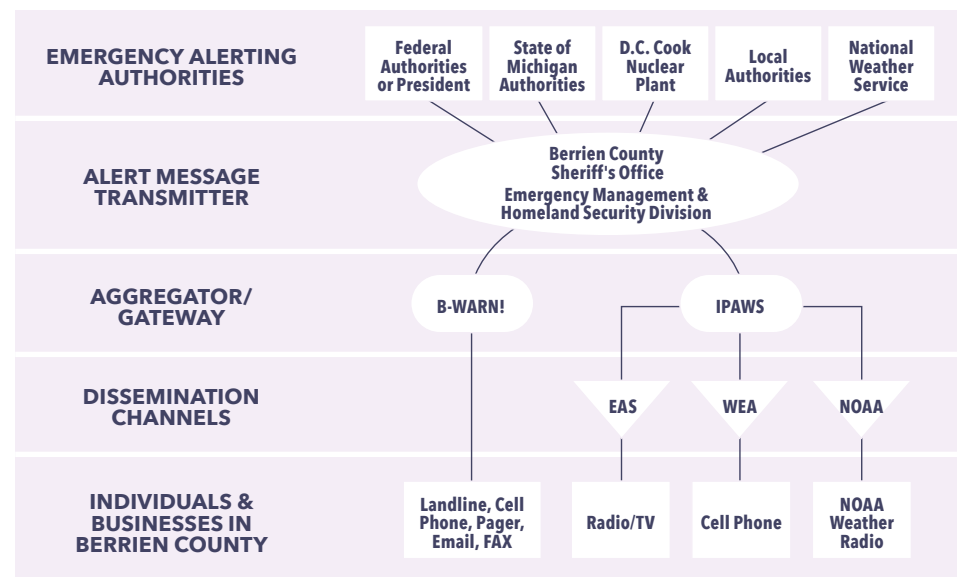 EMERGENCY ALERTING
AUTHORITIES
Federal
Authorities
or President
State of
Michigan
Authorities
D.C. Cook
Nuclear
Plant
Local
Authorities
National
Weather
Service
ALERT MESSAGE
TRANSMITTER
Berrien County
Sheriff's Office
Emergency Management &
Homeland Security Division
AGGREGATOR/
GATEWAY
B-WARN!
IPAWS
DISSEMINATION
CHANNELS
EAS
WEA
NOAA
INDIVIDUALS &
BUSINESSES IN
BERRIEN COUNTY
Landline, Cell
Phone, Pager,
Email, FAX
Radio/TV
Cell Phone
NOAA
Weather
Radio